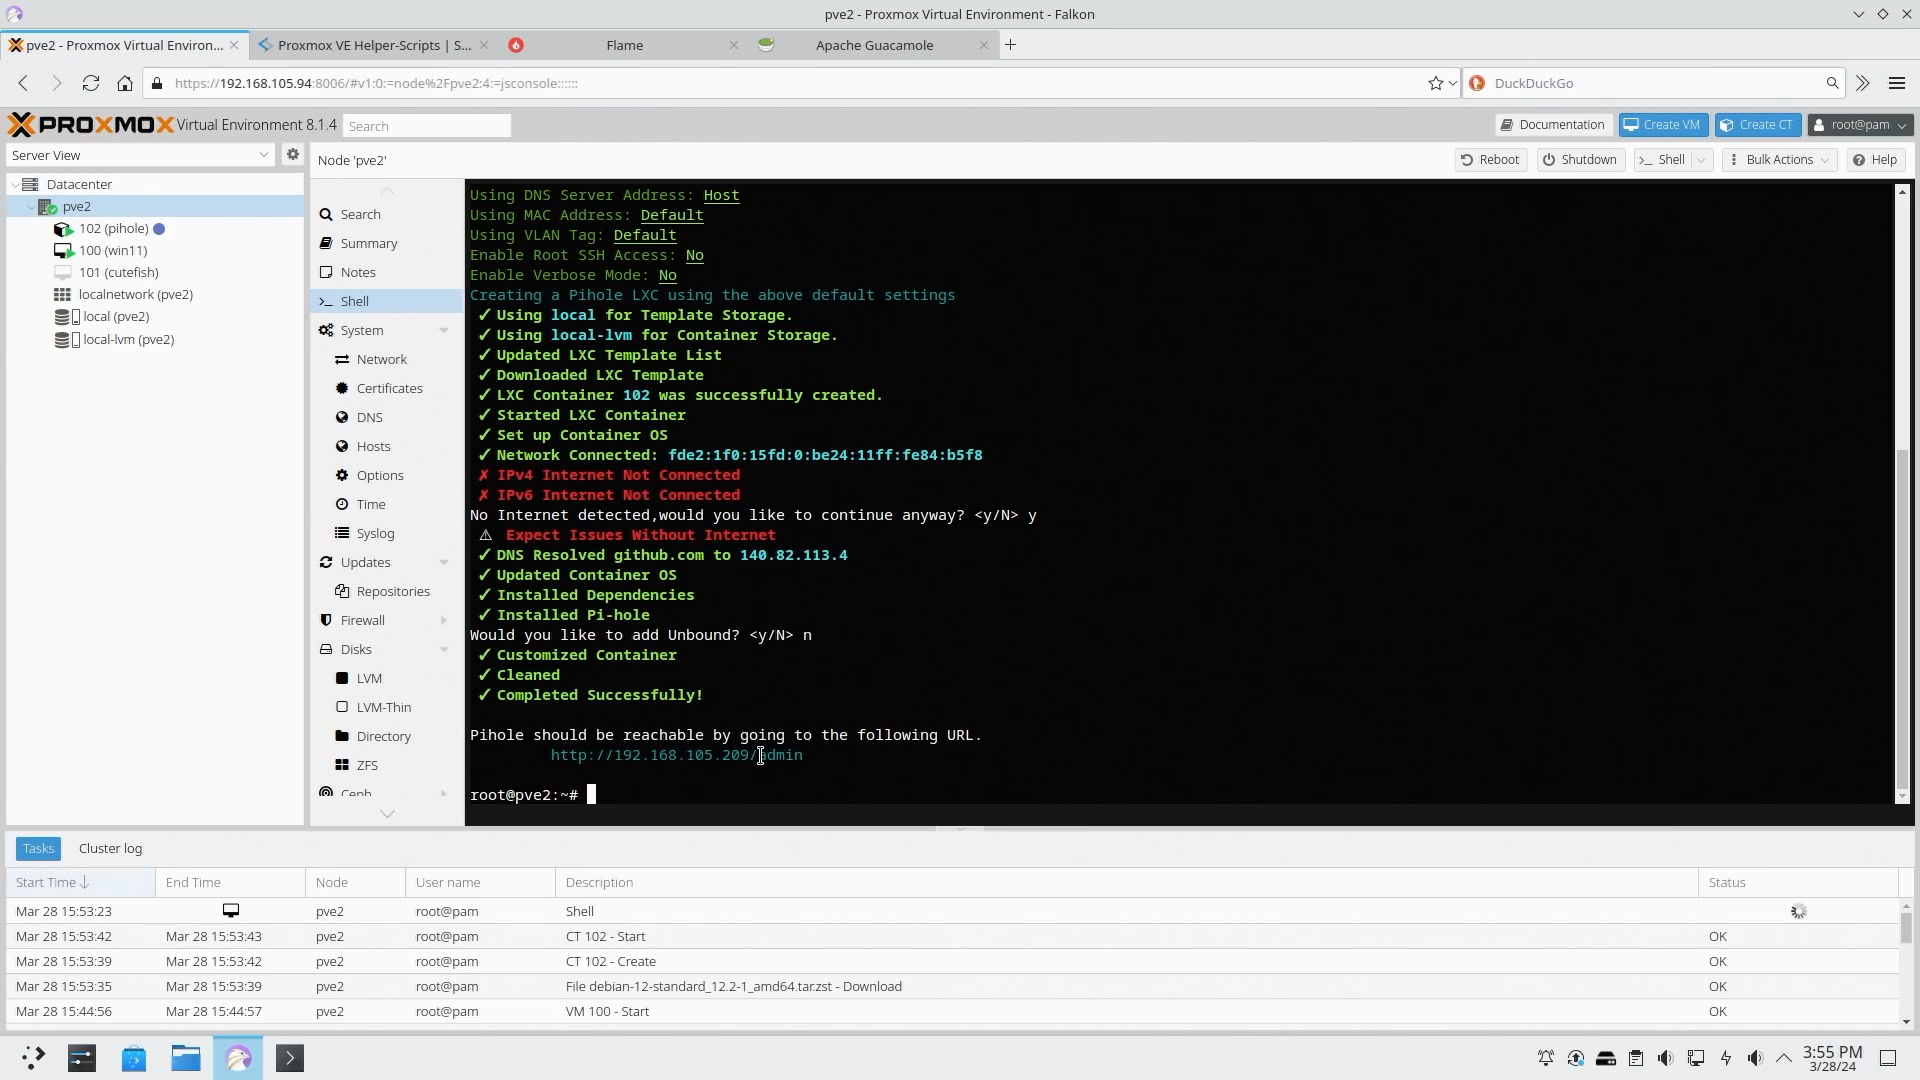 pve2 - Proxmox Virtual Environment - Falkon
pve2 - Proxmox Virtual Environ...
Proxmox VE Helper-Scripts | S...
Flame
Apache Guacamole
https://192.168.105.94:8006/#v1:0:=node%2Fpve2:4:=jsconsole::::::
DuckDuckGo
PROXMOX Virtual Environment 8.1.4
Search
Documentation
Create VM
Create CT
root@pam
Server View
Node 'pve2'
Reboot
Shutdown
Shell
Bulk Actions
Help
Datacenter
pve2
102 (pihole)
100 (win11)
101 (cutefish)
localnetwork (pve2)
local (pve2)
local-lvm (pve2)
Search
Summary
Notes
Shell
System
Network
Certificates
DNS
Hosts
Options
Time
Syslog
Updates
Repositories
Firewall
Disks
LVM
LVM-Thin
Directory
ZFS
Ceph
Using DNS Server Address: Host
Using MAC Address: Default
Using VLAN Tag: Default
Enable Root SSH Access: No
Enable Verbose Mode: No
Creating a Pihole LXC using the above default settings
✓ Using local for Template Storage.
✓ Using local-lvm for Container Storage.
✓ Updated LXC Template List
✓ Downloaded LXC Template
✓ LXC Container 102 was successfully created.
✓ Started LXC Container
✓ Set up Container OS
✓ Network Connected: fde2:1f0:15fd:0:be24:11ff:fe84:b5f8
✗ IPv4 Internet Not Connected
✗ IPv6 Internet Not Connected
No Internet detected,would you like to continue anyway? <y/N> y
⚠ Expect Issues Without Internet
✓ DNS Resolved github.com to 140.82.113.4
✓ Updated Container OS
✓ Installed Dependencies
✓ Installed Pi-hole
Would you like to add Unbound? <y/N> n
✓ Customized Container
✓ Cleaned
✓ Completed Successfully!
Pihole should be reachable by going to the following URL.
http://192.168.105.209/admin
root@pve2:~#
Tasks
Cluster log
Start Time End Time Node User name Description Status
Mar 28 15:53:23 pve2 root@pam Shell
Mar 28 15:53:42 Mar 28 15:53:43 pve2 root@pam CT 102 - Start OK
Mar 28 15:53:39 Mar 28 15:53:42 pve2 root@pam CT 102 - Create OK
Mar 28 15:53:35 Mar 28 15:53:39 pve2 root@pam File debian-12-standard_12.2-1_amd64.tar.zst - Download OK
Mar 28 15:44:56 Mar 28 15:44:57 pve2 root@pam VM 100 - Start OK
3:55 PM
3/28/24